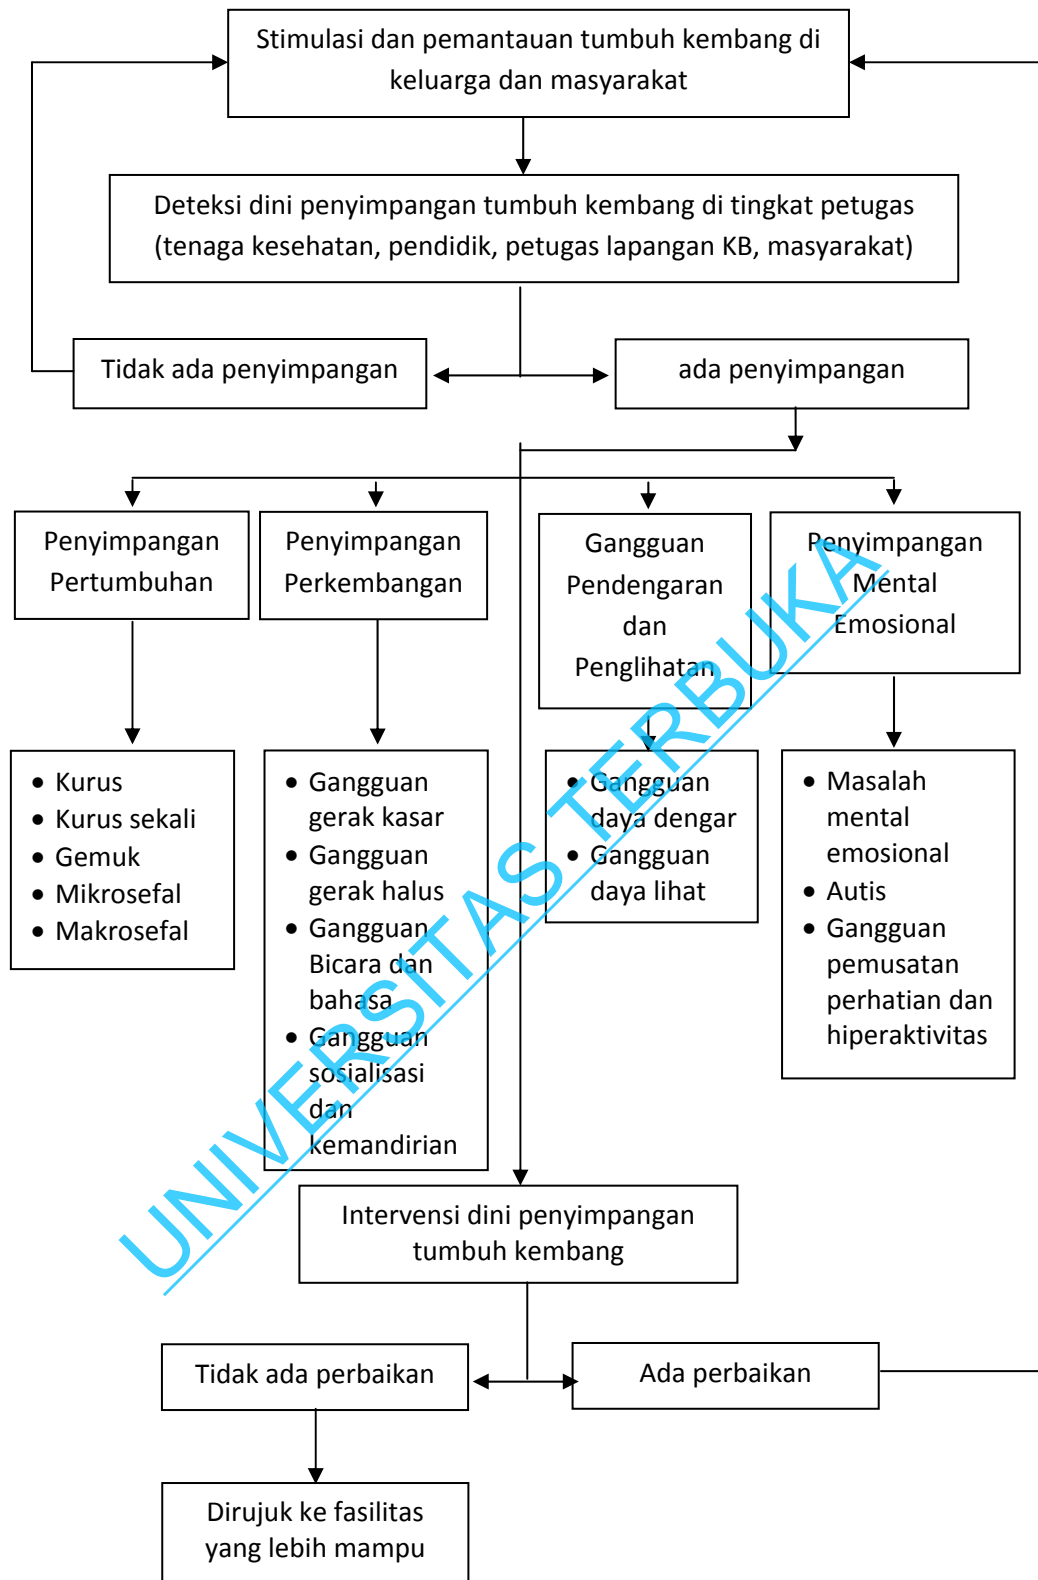 Stimulasi dan pemantauan tumbuh kembang di
keluarga dan masyarakat
Deteksi dini penyimpangan tumbuh kembang di tingkat petugas
(tenaga kesehatan, pendidik, petugas lapangan KB, masyarakat)
Tidak ada penyimpangan
ada penyimpangan
Penyimpangan
Pertumbuhan
Penyimpangan
Perkembangan
Gangguan
Pendengaran
dan
Penglihatan
Penyimpangan
Mental
Emosional
• Kurus
• Kurus sekali
• Gemuk
• Mikrosefal
• Makrosefal
• Gangguan
gerak kasar
• Gangguan
gerak halus
• Gangguan
Bicara dan
bahasa
• Gangguan
sosialisasi
dan
kemandirian
• Gangguan
daya dengar
• Gangguan
daya lihat
• Masalah
mental
emosional
• Autis
• Gangguan
pemusatan
perhatian dan
hiperaktivitas
Intervensi dini penyimpangan
tumbuh kembang
Tidak ada perbaikan
Ada perbaikan
Dirujuk ke fasilitas
yang lebih mampu
UNIVERSITAS TERBUKA